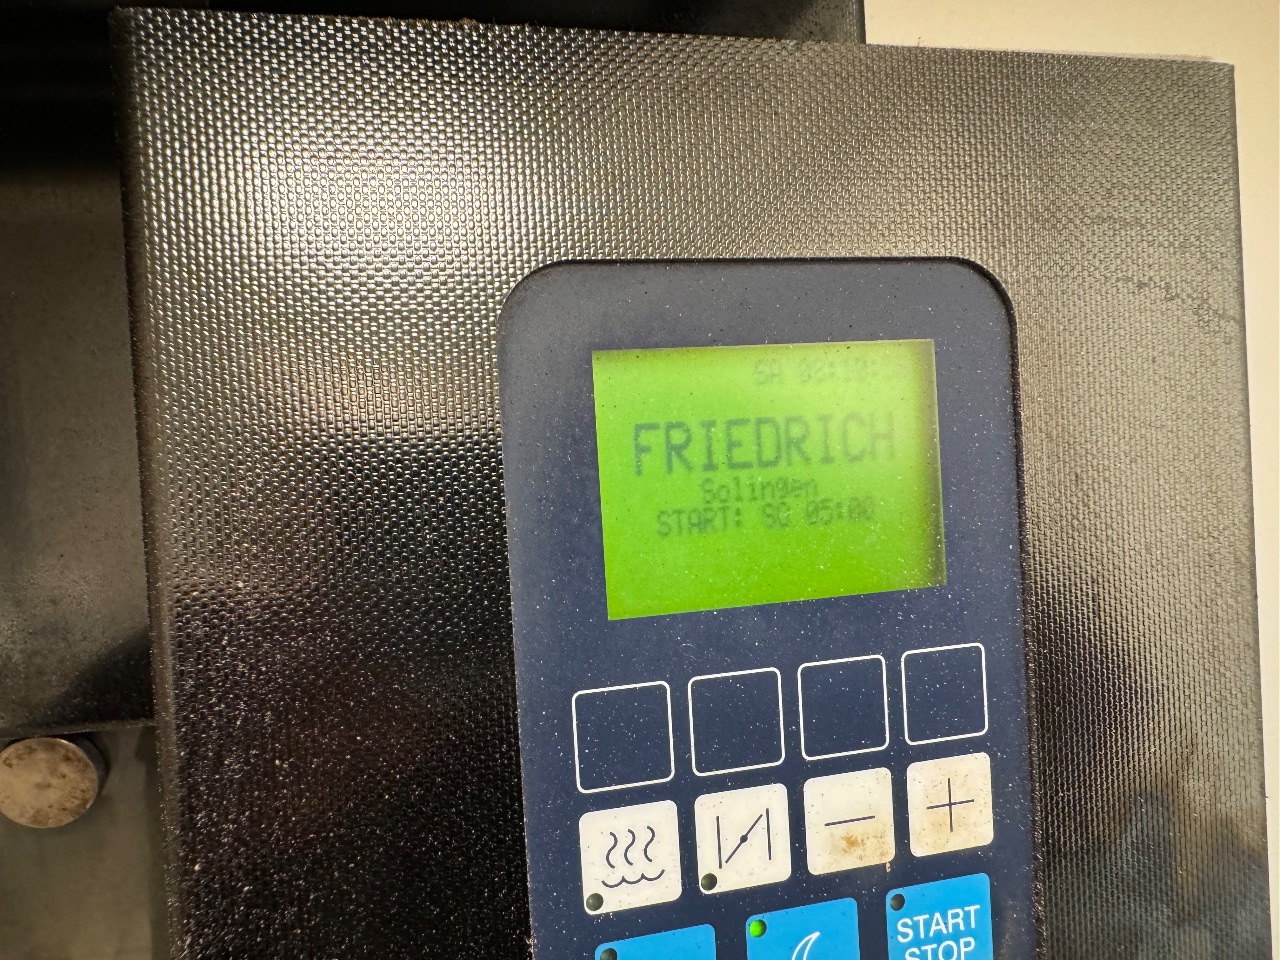 FRIEDRICH
Solingen
START: SO 05:00
START
STOP